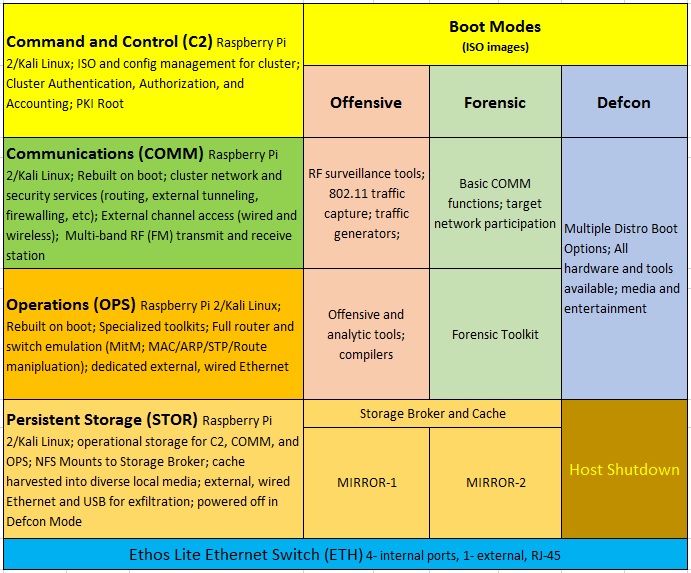 Command and Control (C2) Raspberry Pi
2/Kali Linux; ISO and config management for cluster;
Cluster Authentication, Authorization, and
Accounting; PKI Root
Boot Modes
(ISO images)
Offensive
Forensic
Defcon
Communications (COMM) Raspberry Pi
2/Kali Linux; Rebuilt on boot; cluster network and
security services (routing, external tunneling,
firewalling, etc); External channel access (wired and
wireless);  Multi-band RF (FM) transmit and receive
station
RF surveillance tools;
802.11 traffic
capture; traffic
generators;
Basic COMM
functions; target
network participation
Multiple Distro Boot
Options; All
hardware and tools
available; media and
entertainment
Operations (OPS) Raspberry Pi 2/Kali Linux;
Rebuilt on boot; Specialized toolkits; Full router and
switch emulation (MitM; MAC/ARP/STP/Route
manipluation); dedicated external, wired Ethernet
Offensive and
analytic tools;
compilers
Forensic Toolkit
Persistent Storage (STOR) Raspberry Pi
2/Kali Linux; operational storage for C2, COMM, and
OPS; NFS Mounts to Storage Broker; cache
harvested into diverse local media; external, wired
Ethernet and USB for exfiltration; powered off in
Defcon Mode
Storage Broker and Cache
MIRROR-1
MIRROR-2
Host Shutdown
Ethos Lite Ethernet Switch (ETH) 4- internal ports, 1- external, RJ-45